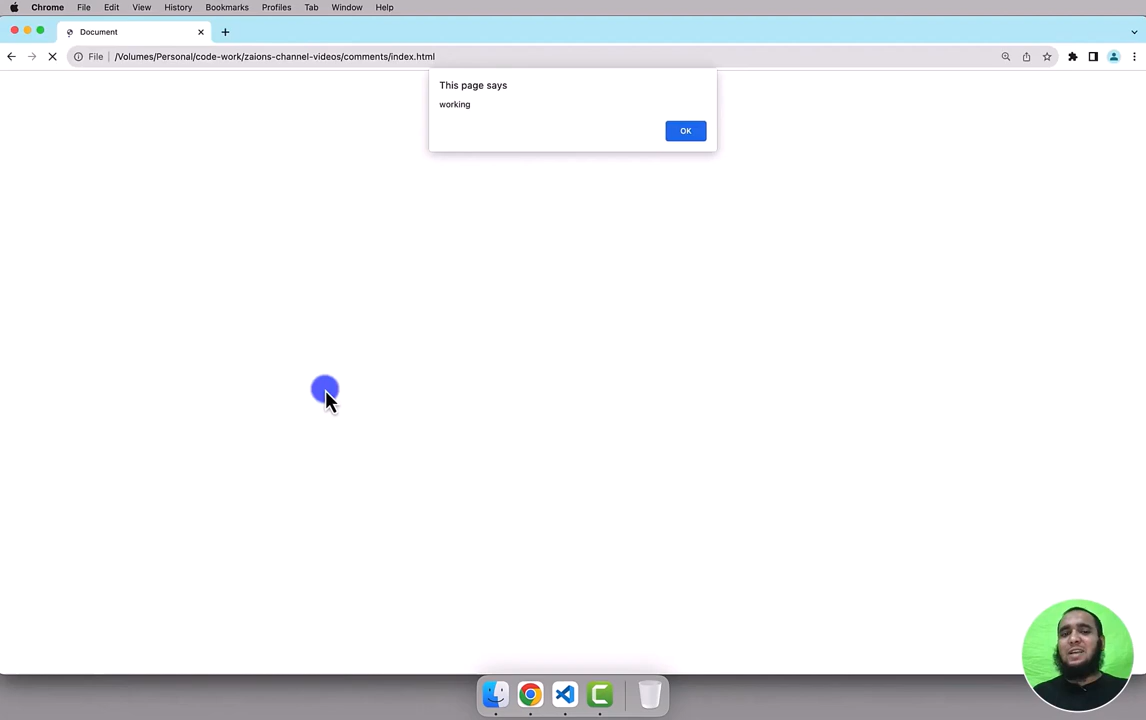 Chrome File Edit View History Bookmarks Profiles Tab Window Help
Document
File /Volumes/Personal/code-work/zaions-channel-videos/comments/index.html
This page says
working
OK